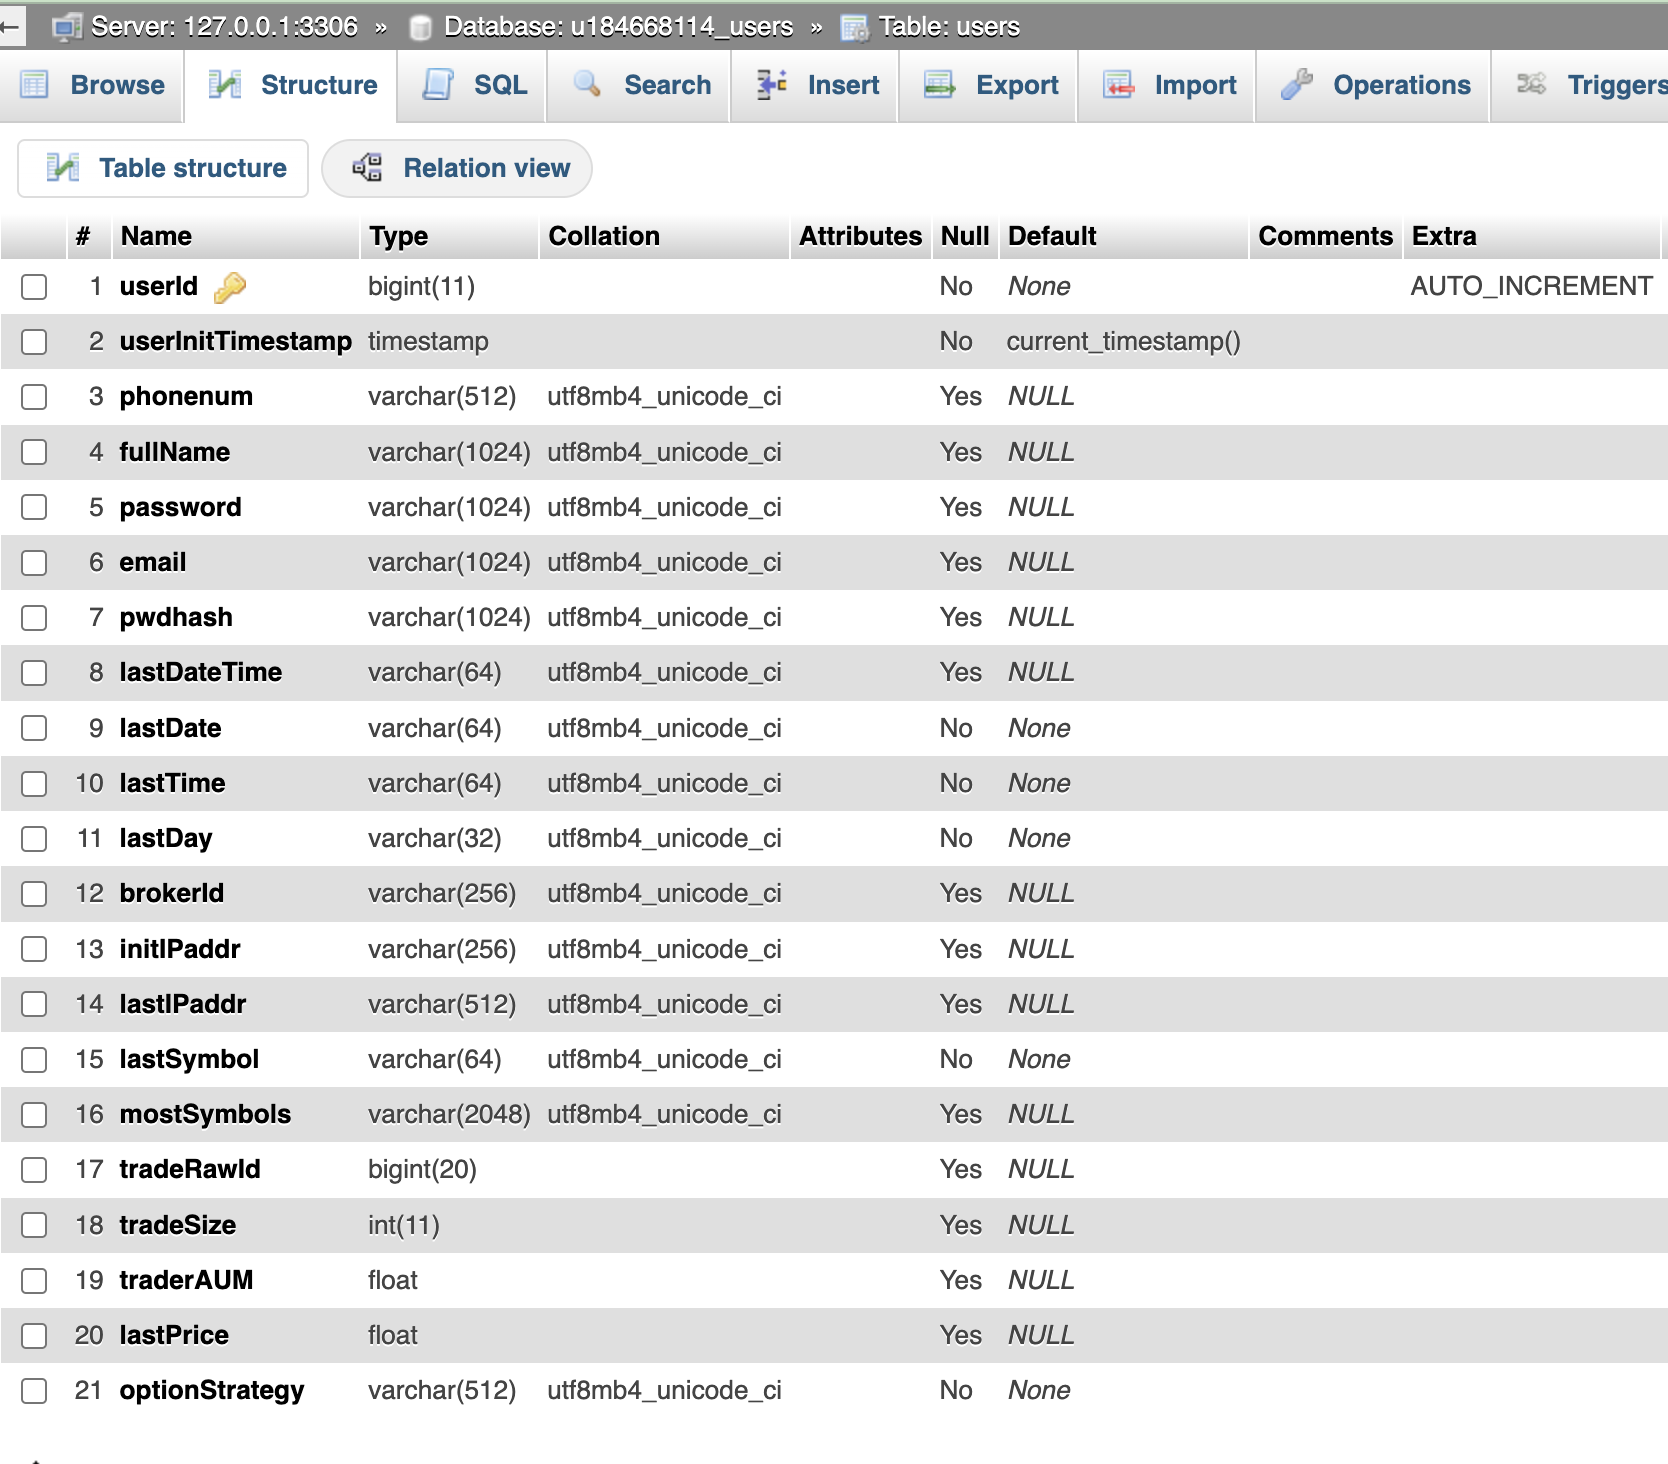 Server: 127.0.0.1:3306 » Database: u184668114_users » Table: users
Browse Structure SQL Search Insert Export Import Operations Triggers
Table structure Relation view
# Name Type Collation Attributes Null Default Comments Extra
1 userId bigint(11) No None AUTO_INCREMENT
2 userInitTimestamp timestamp No current_timestamp()
3 phonenum varchar(512) utf8mb4_unicode_ci Yes NULL
4 fullName varchar(1024) utf8mb4_unicode_ci Yes NULL
5 password varchar(1024) utf8mb4_unicode_ci Yes NULL
6 email varchar(1024) utf8mb4_unicode_ci Yes NULL
7 pwdhash varchar(1024) utf8mb4_unicode_ci Yes NULL
8 lastDateTime varchar(64) utf8mb4_unicode_ci Yes NULL
9 lastDate varchar(64) utf8mb4_unicode_ci No None
10 lastTime varchar(64) utf8mb4_unicode_ci No None
11 lastDay varchar(32) utf8mb4_unicode_ci No None
12 brokerId varchar(256) utf8mb4_unicode_ci Yes NULL
13 initIPaddr varchar(256) utf8mb4_unicode_ci Yes NULL
14 lastIPaddr varchar(512) utf8mb4_unicode_ci Yes NULL
15 lastSymbol varchar(64) utf8mb4_unicode_ci No None
16 mostSymbols varchar(2048) utf8mb4_unicode_ci Yes NULL
17 tradeRawId bigint(20) Yes NULL
18 tradeSize int(11) Yes NULL
19 traderAUM float Yes NULL
20 lastPrice float Yes NULL
21 optionStrategy varchar(512) utf8mb4_unicode_ci No None